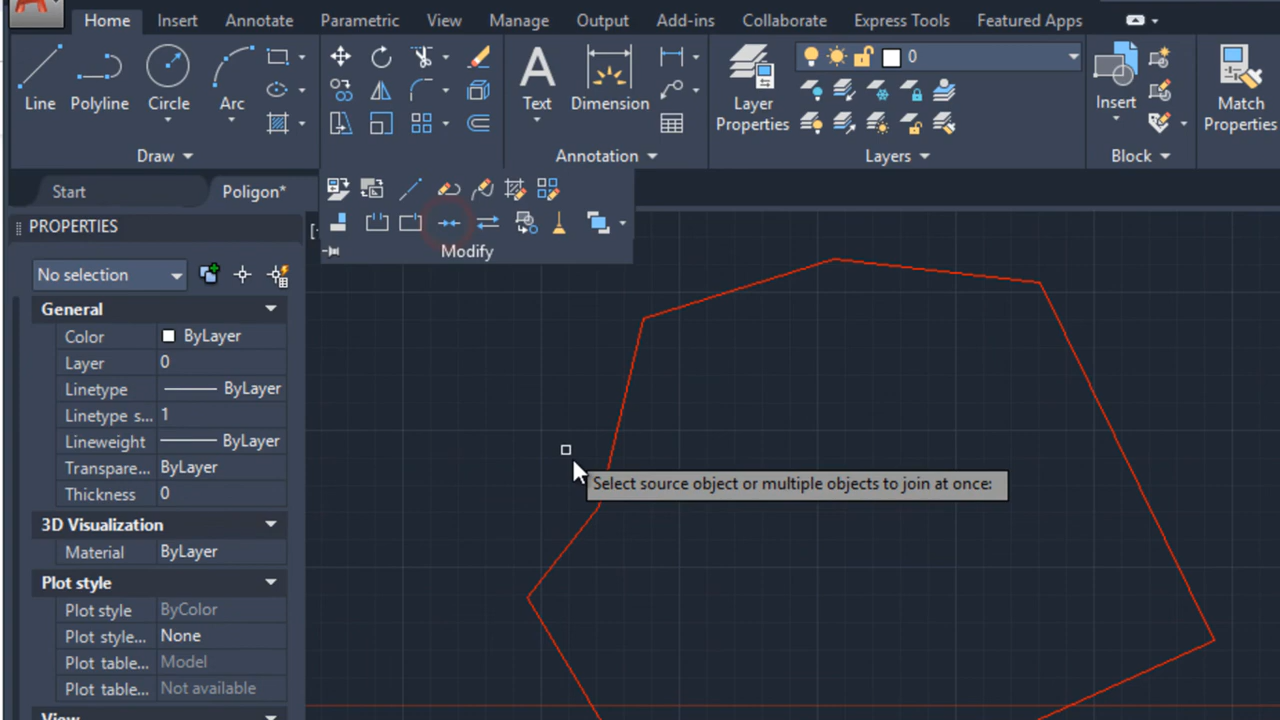 Home Insert Annotate Parametric View Manage Output Add-ins Collaborate Express Tools Featured Apps
Line Polyline Circle Arc
Text Dimension
Layer Properties
0
Insert
Match Properties
Draw Annotation Layers Block
Start Poligon*
Modify
PROPERTIES
No selection
General
Color ByLayer
Layer 0
Linetype ByLayer
Linetype s... 1
Lineweight ByLayer
Transpare... ByLayer
Thickness 0
3D Visualization
Material ByLayer
Plot style
Plot style ByColor
Plot style... None
Plot table... Model
Plot table... Not available
View
[-
Select source object or multiple objects to join at once: